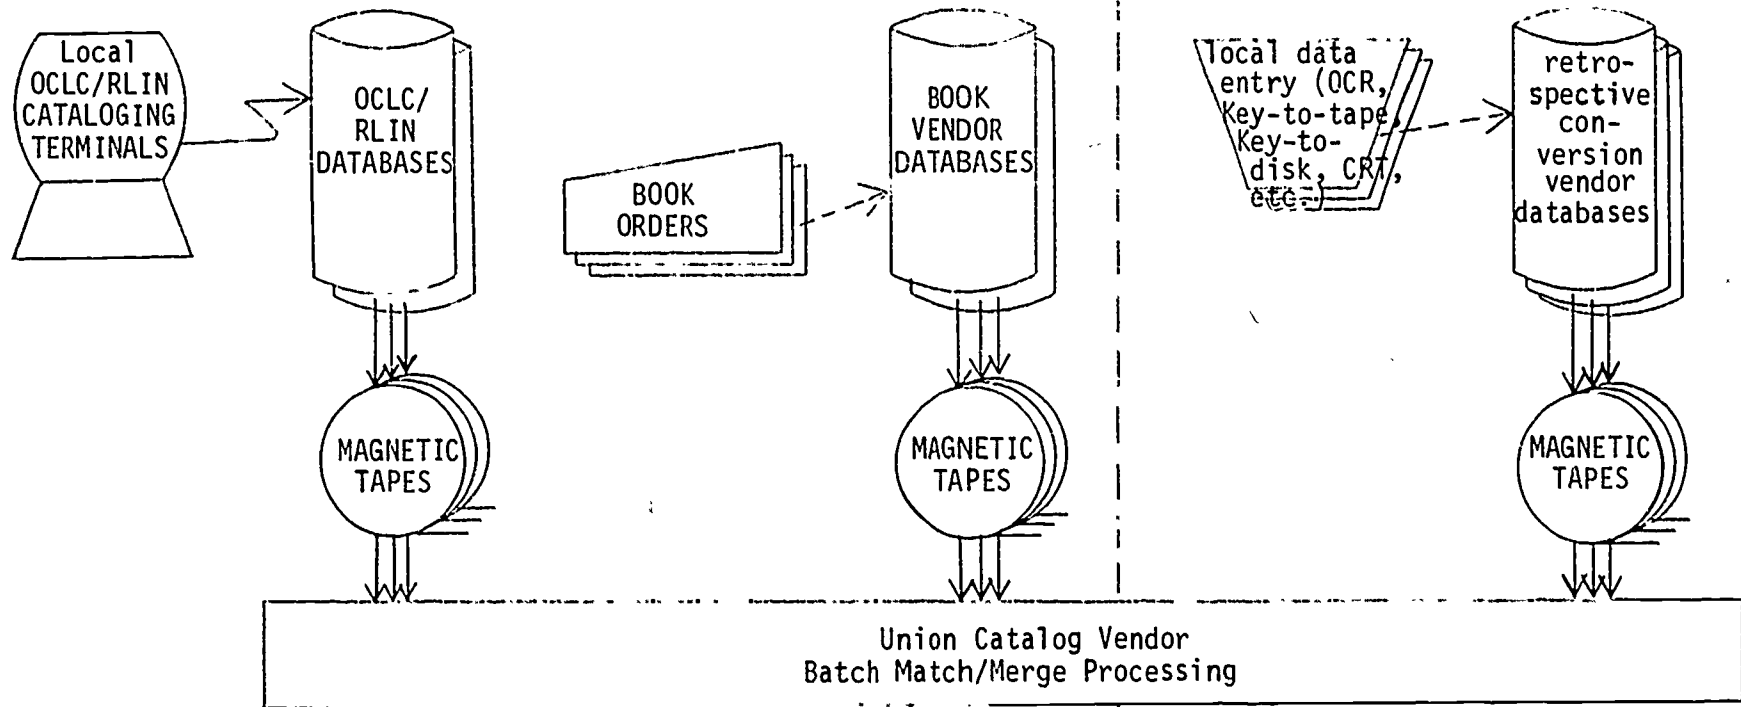 Local
OCLC/RLIN
CATALOGING
TERMINALS
OCLC/
RLIN
DATABASES
BOOK
ORDERS
BOOK
VENDOR
DATABASES
local data
entry (OCR,
Key-to-tape,
Key-to-
disk, CRT,
etc.)
retro-
spective
con-
version
vendor
databases
MAGNETIC
TAPES
MAGNETIC
TAPES
MAGNETIC
TAPES
Union Catalog Vendor
Batch Match/Merge Processing